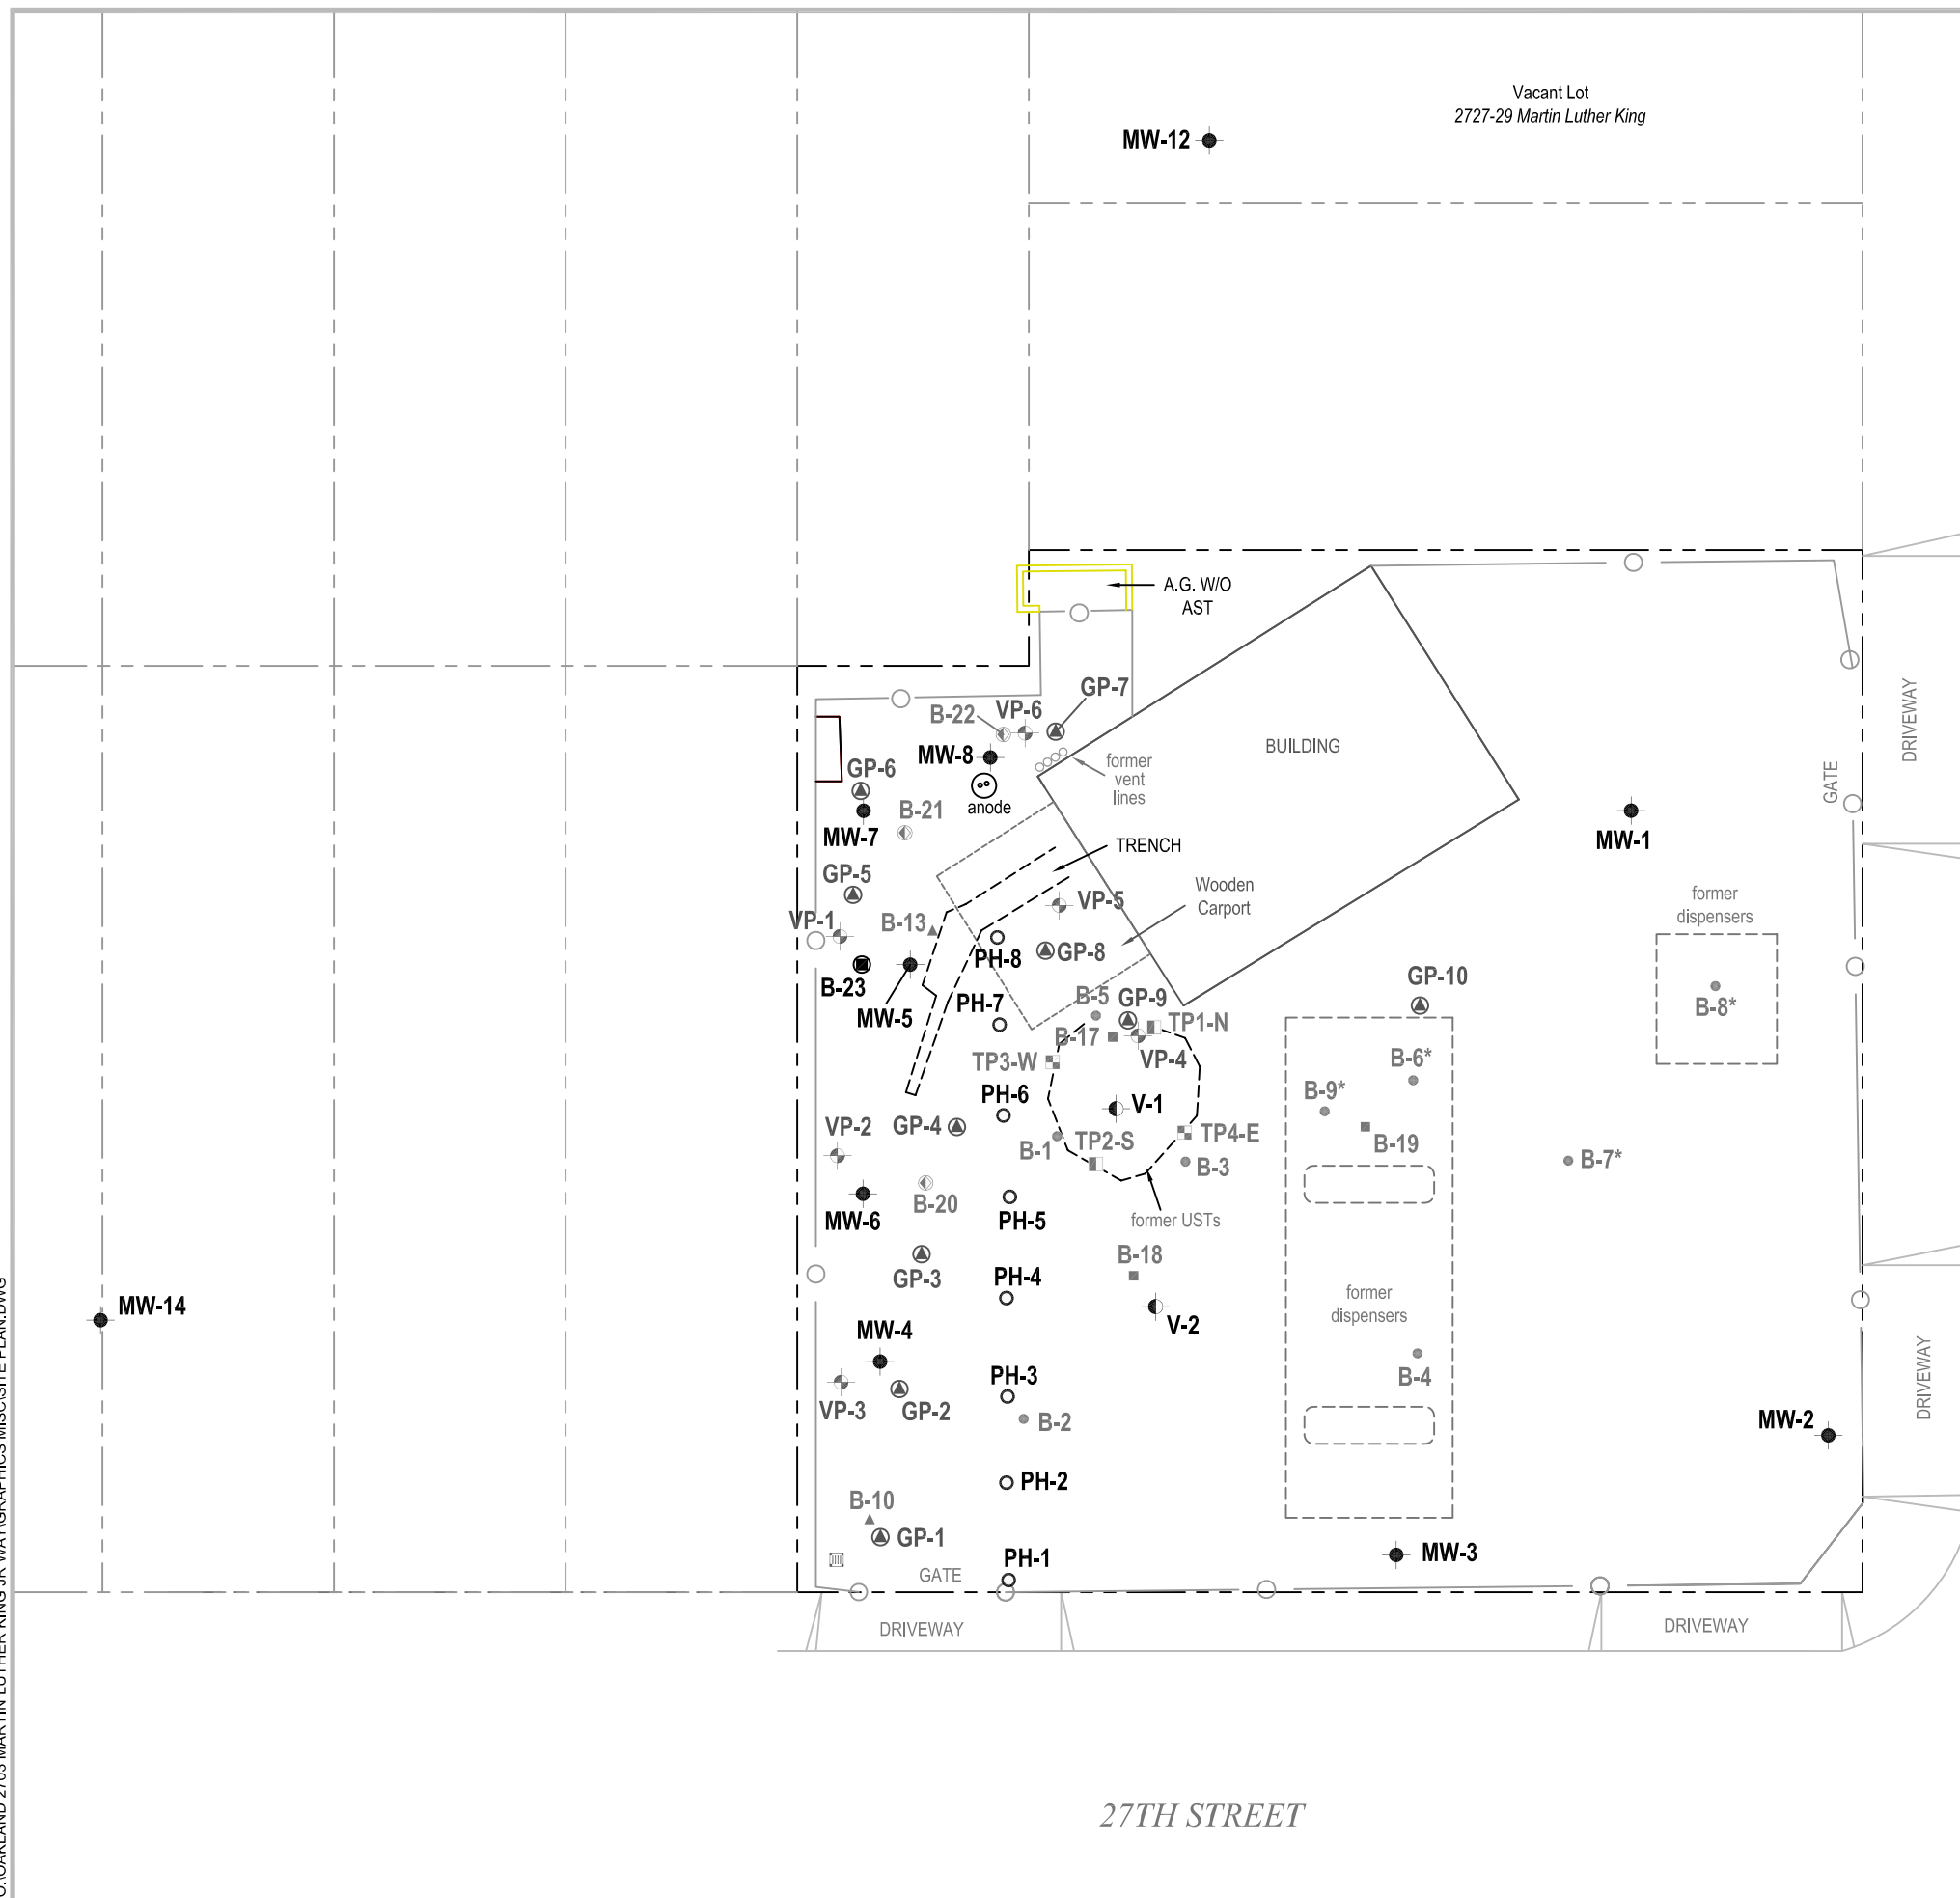 Vacant Lot
2727-29 Martin Luther King
MW-12
A.G. W/O
AST
GP-7
B-22
VP-6
MW-8
BUILDING
former
vent
lines
DRIVEWAY
GP-6
anode
GATE
B-21
MW-7
MW-1
TRENCH
GP-5
Wooden
Carport
VP-5
former
dispensers
VP-1
B-13
GP-8
PH-8
B-23
GP-10
PH-7
B-5
GP-9
B-8*
MW-5
TP1-N
B-17
VP-4
TP3-W
B-6*
B-9*
PH-6
V-1
GP-4
VP-2
TP2-S
TP4-E
B-19
B-1
B-3
B-7*
B-20
MW-6
PH-5
former USTs
B-18
GP-3
PH-4
former
dispensers
MW-14
V-2
MW-4
PH-3
B-4
DRIVEWAY
VP-3
GP-2
B-2
MW-2
PH-2
B-10
GP-1
PH-1
MW-3
GATE
DRIVEWAY
DRIVEWAY
27TH STREET